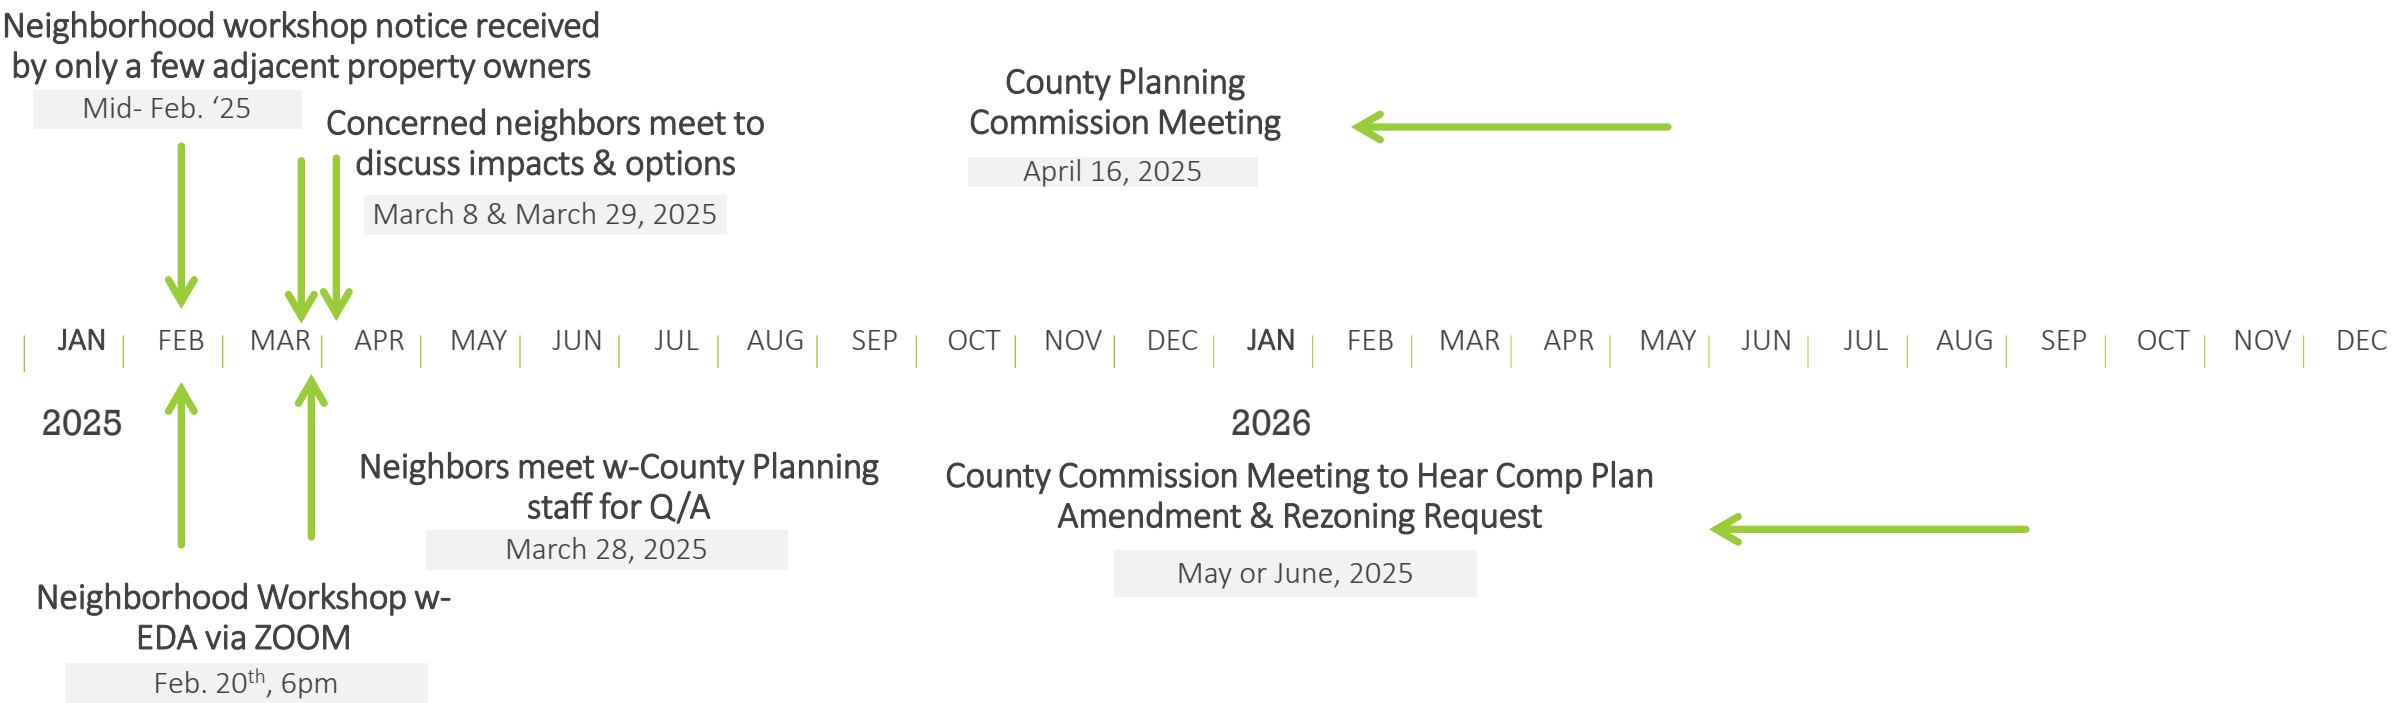 Neighborhood workshop notice received
by only a few adjacent property owners
Mid- Feb. ‘25
Concerned neighbors meet to
discuss impacts & options
March 8 & March 29, 2025
County Planning
Commission Meeting
April 16, 2025
JAN FEB MAR APR MAY JUN JUL AUG SEP OCT NOV DEC JAN FEB MAR APR MAY JUN JUL AUG SEP OCT NOV DEC
2025 2026
Neighbors meet w-County Planning
staff for Q/A
March 28, 2025
County Commission Meeting to Hear Comp Plan
Amendment & Rezoning Request
May or June, 2025
Neighborhood Workshop w-
EDA via ZOOM
Feb. 20th, 6pm